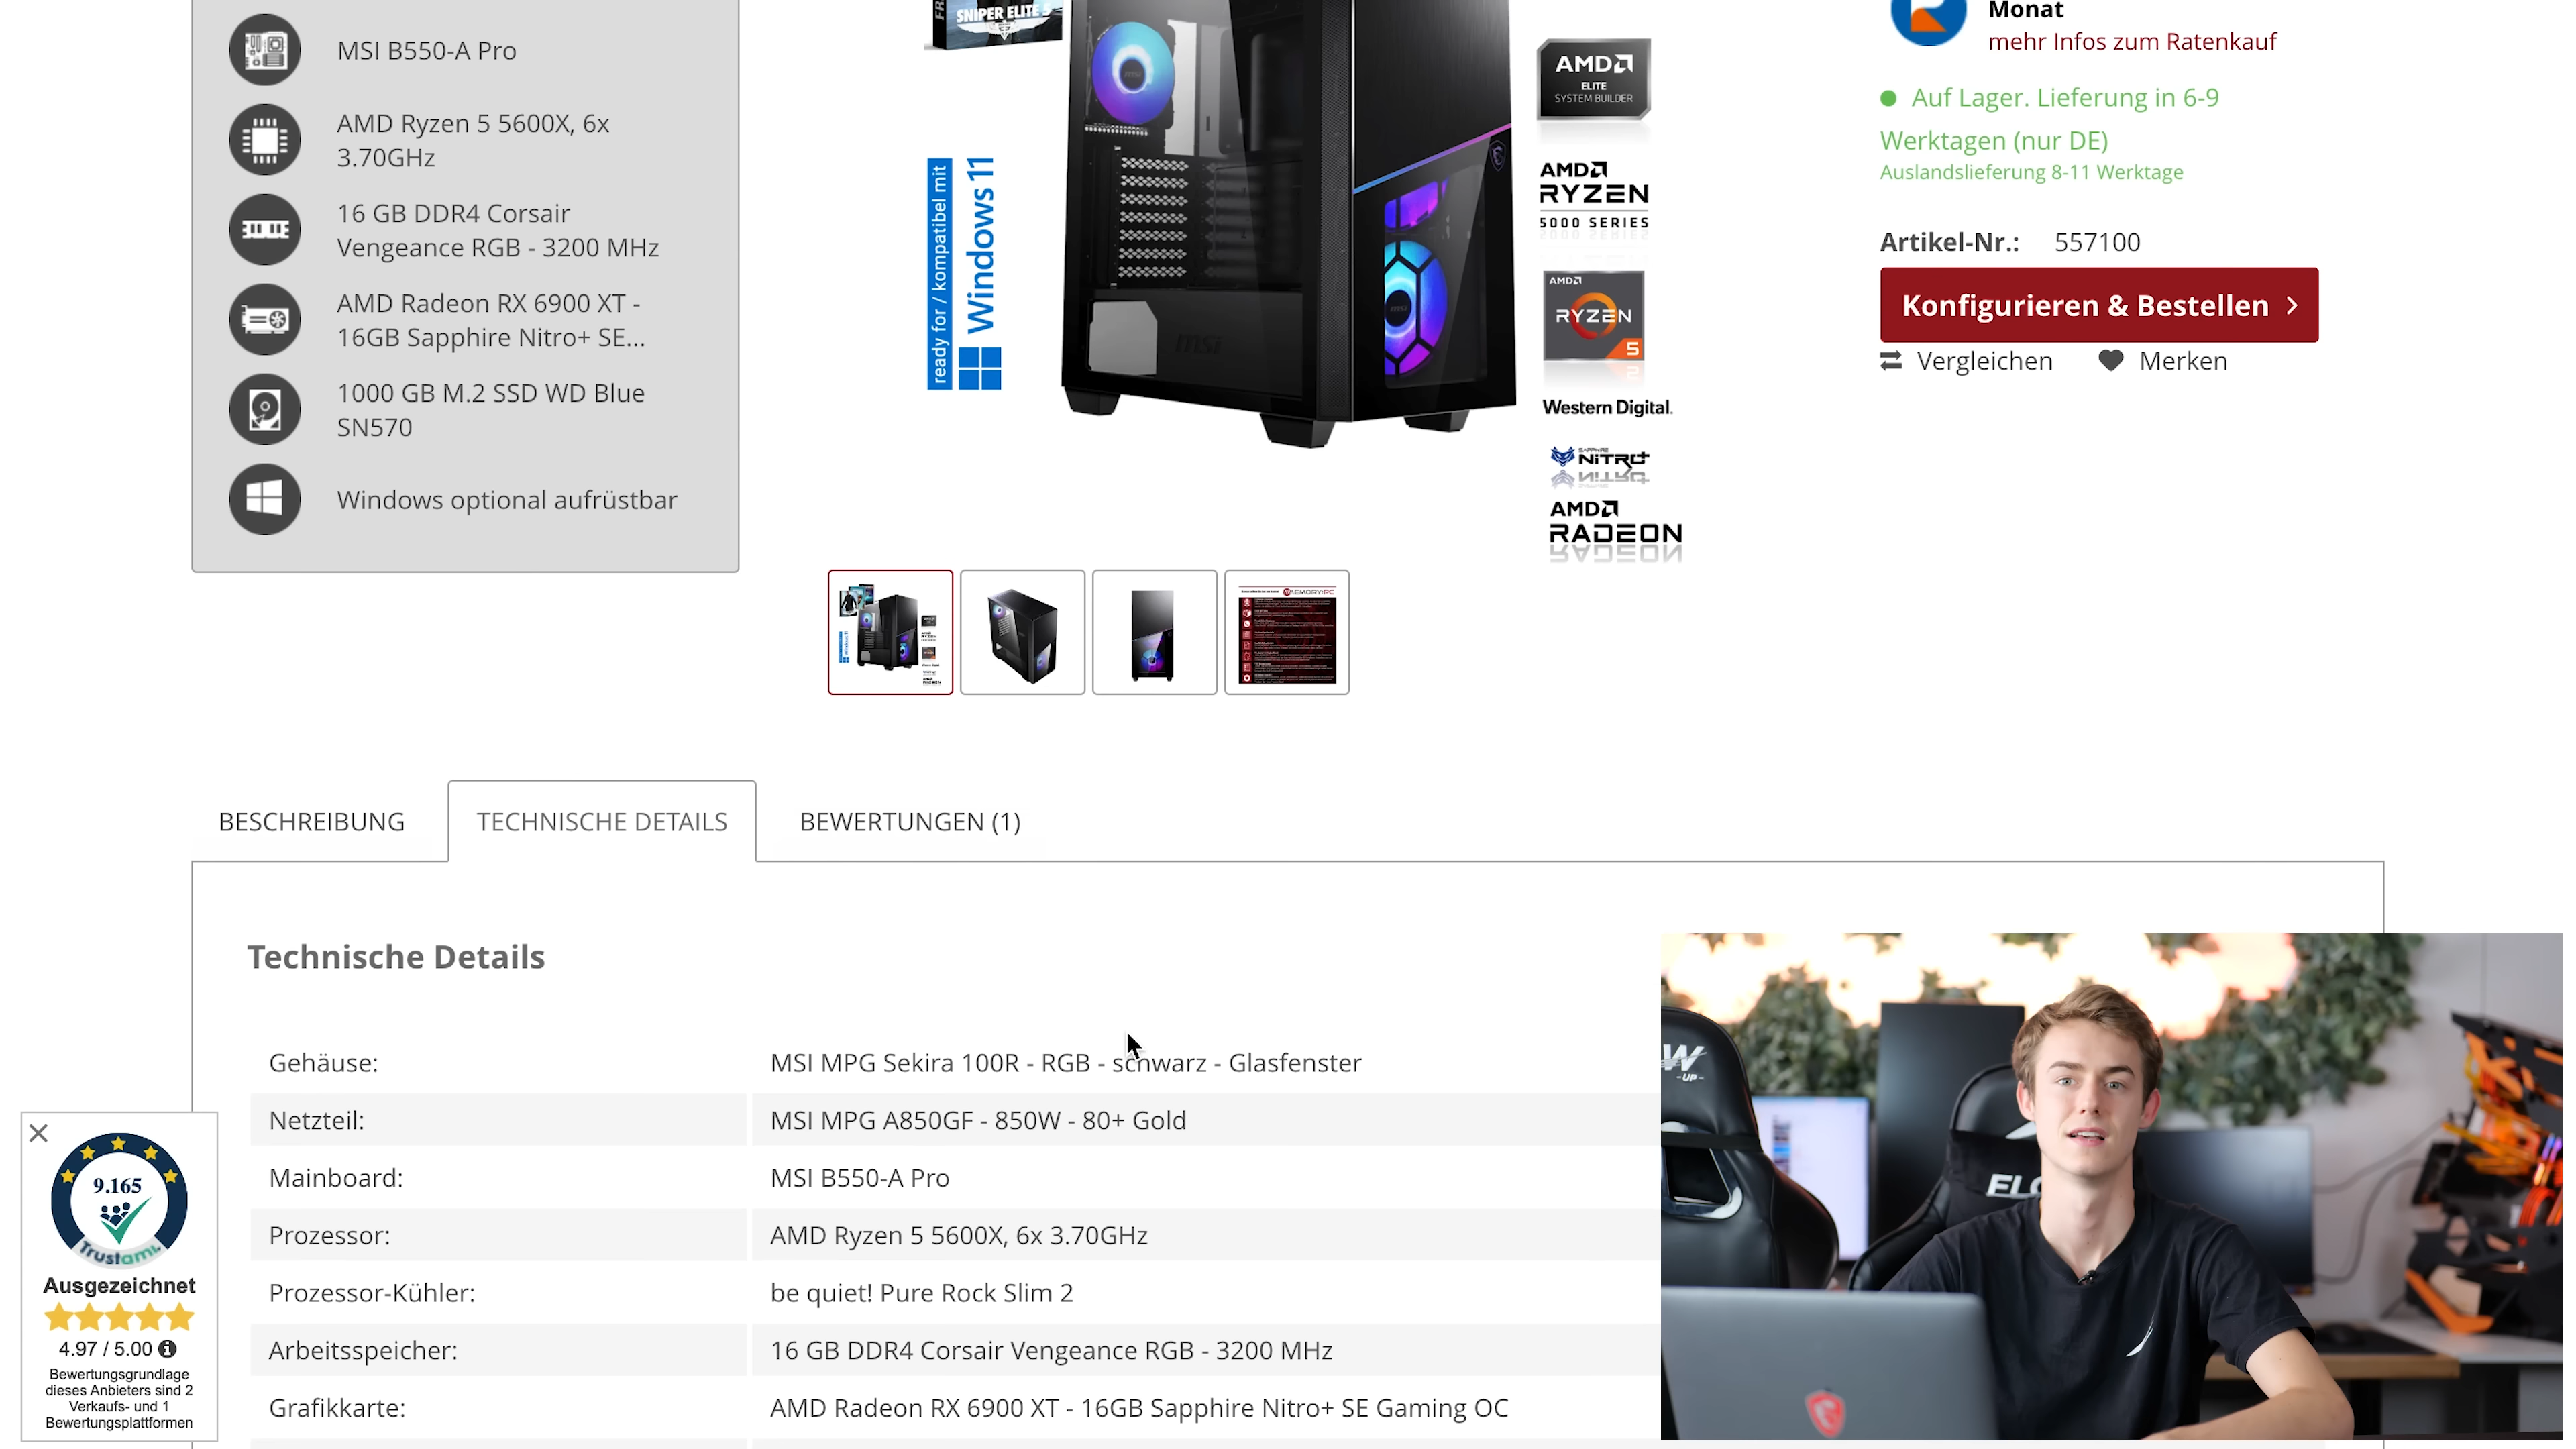 MSI B550-A Pro
AMD Ryzen 5 5600X, 6x
3.70GHz
16 GB DDR4 Corsair
Vengeance RGB - 3200 MHz
AMD Radeon RX 6900 XT -
16GB Sapphire Nitro+ SE...
1000 GB M.2 SSD WD Blue
SN570
Windows optional aufrüstbar
FR
SNIPER ELITE 5
ready for / kompatibel mit
Windows 11
msi
AMD
ELITE
SYSTEM BUILDER
AMD
RYZEN
5000 SERIES
AMD
RYZEN
5
Western Digital.
SAPPHIRE
NITRO+
AMD
RADEON
Monat
mehr Infos zum Ratenkauf
Auf Lager. Lieferung in 6-9
Werktagen (nur DE)
Auslandslieferung 8-11 Werktage
Artikel-Nr.: 557100
Konfigurieren & Bestellen
Vergleichen Merken
MEMORY PC
BESCHREIBUNG TECHNISCHE DETAILS BEWERTUNGEN (1)
Technische Details
Gehäuse: MSI MPG Sekira 100R - RGB - schwarz - Glasfenster
Netzteil: MSI MPG A850GF - 850W - 80+ Gold
Mainboard: MSI B550-A Pro
Prozessor: AMD Ryzen 5 5600X, 6x 3.70GHz
Prozessor-Kühler: be quiet! Pure Rock Slim 2
Arbeitsspeicher: 16 GB DDR4 Corsair Vengeance RGB - 3200 MHz
Grafikkarte: AMD Radeon RX 6900 XT - 16GB Sapphire Nitro+ SE Gaming OC
9.165
Trustami
Ausgezeichnet
4.97 / 5.00
Bewertungsgrundlage
dieses Anbieters sind 2
Verkaufs- und 1
Bewertungsplattformen
W
-UP-
FLO